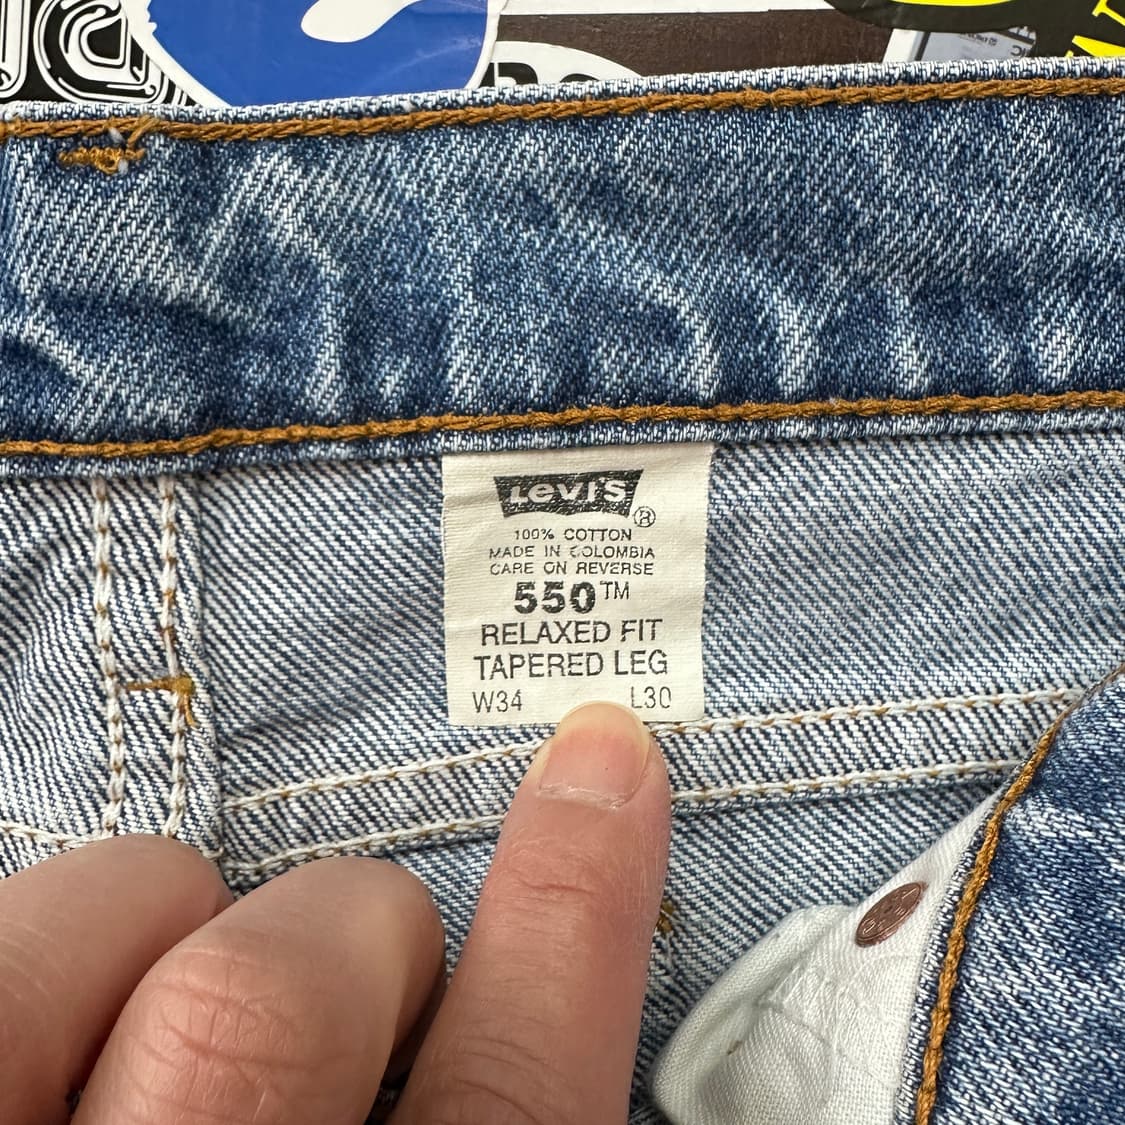 Levi's
®
100% COTTON
MADE IN COLOMBIA
CARE ON REVERSE
550™
RELAXED FIT
TAPERED LEG
W34 L30